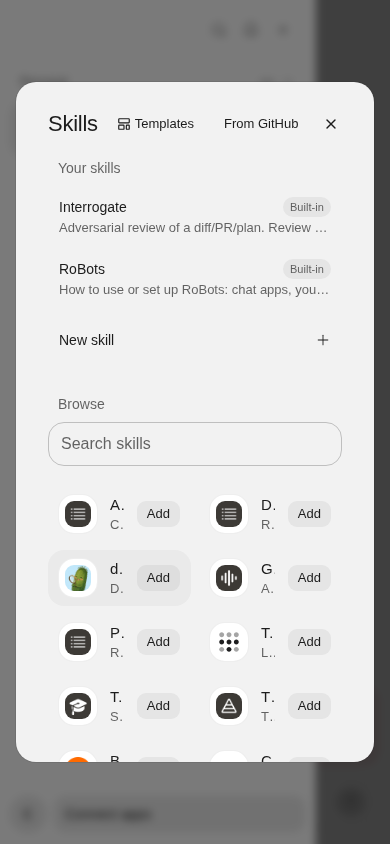 Skills
Templates
From GitHub
Your skills
Interrogate
Built-in
Adversarial review of a diff/PR/plan. Review …
RoBots
Built-in
How to use or set up RoBots: chat apps, you…
New skill
Browse
Search skills
A.
C.
Add
D.
R.
Add
d.
D.
Add
G
A.
Add
P.
R.
Add
T.
L..
Add
T.
S.
Add
T.
T.
Add